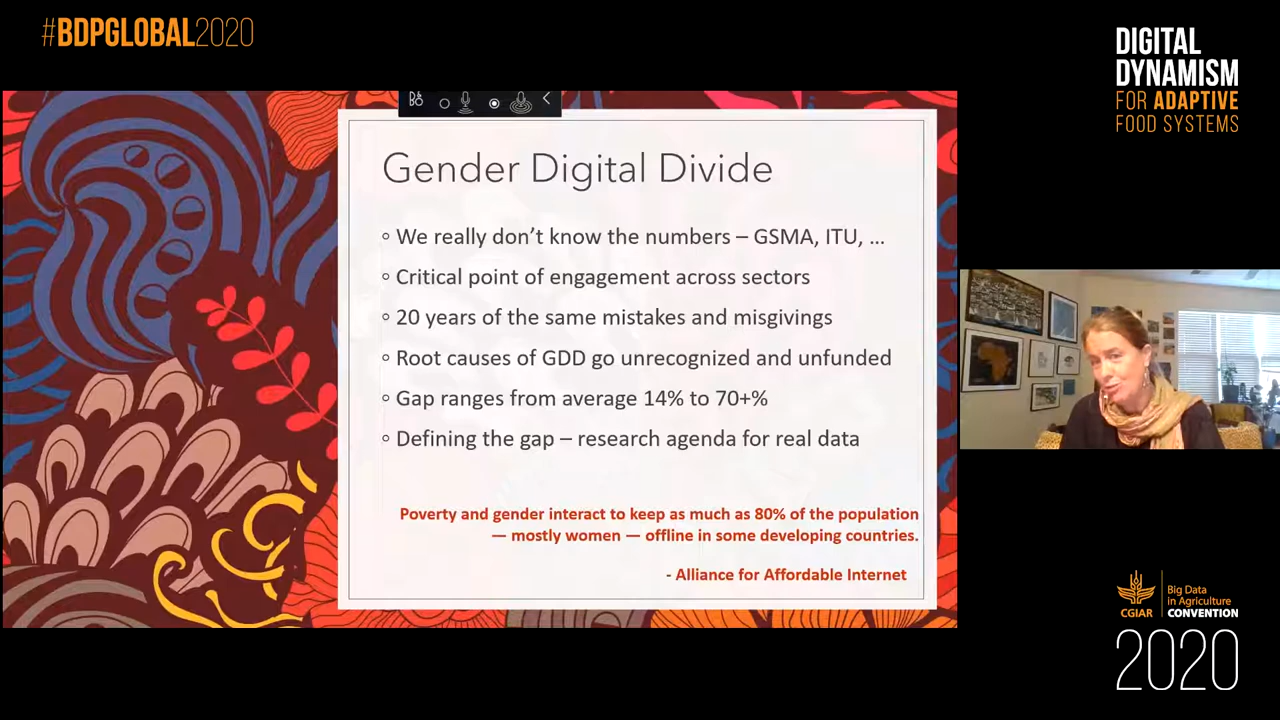 #BDPGLOBAL2020
DIGITAL
DYNAMISM
FOR ADAPTIVE
FOOD SYSTEMS
Gender Digital Divide
We really don't know the numbers – GSMA, ITU, ...
Critical point of engagement across sectors
20 years of the same mistakes and misgivings
Root causes of GDD go unrecognized and unfunded
Gap ranges from average 14% to 70+%
Defining the gap – research agenda for real data
Poverty and gender interact to keep as much as 80% of the population
— mostly women — offline in some developing countries.
- Alliance for Affordable Internet
CGIAR
Big Data
in Agriculture
CONVENTION
2020